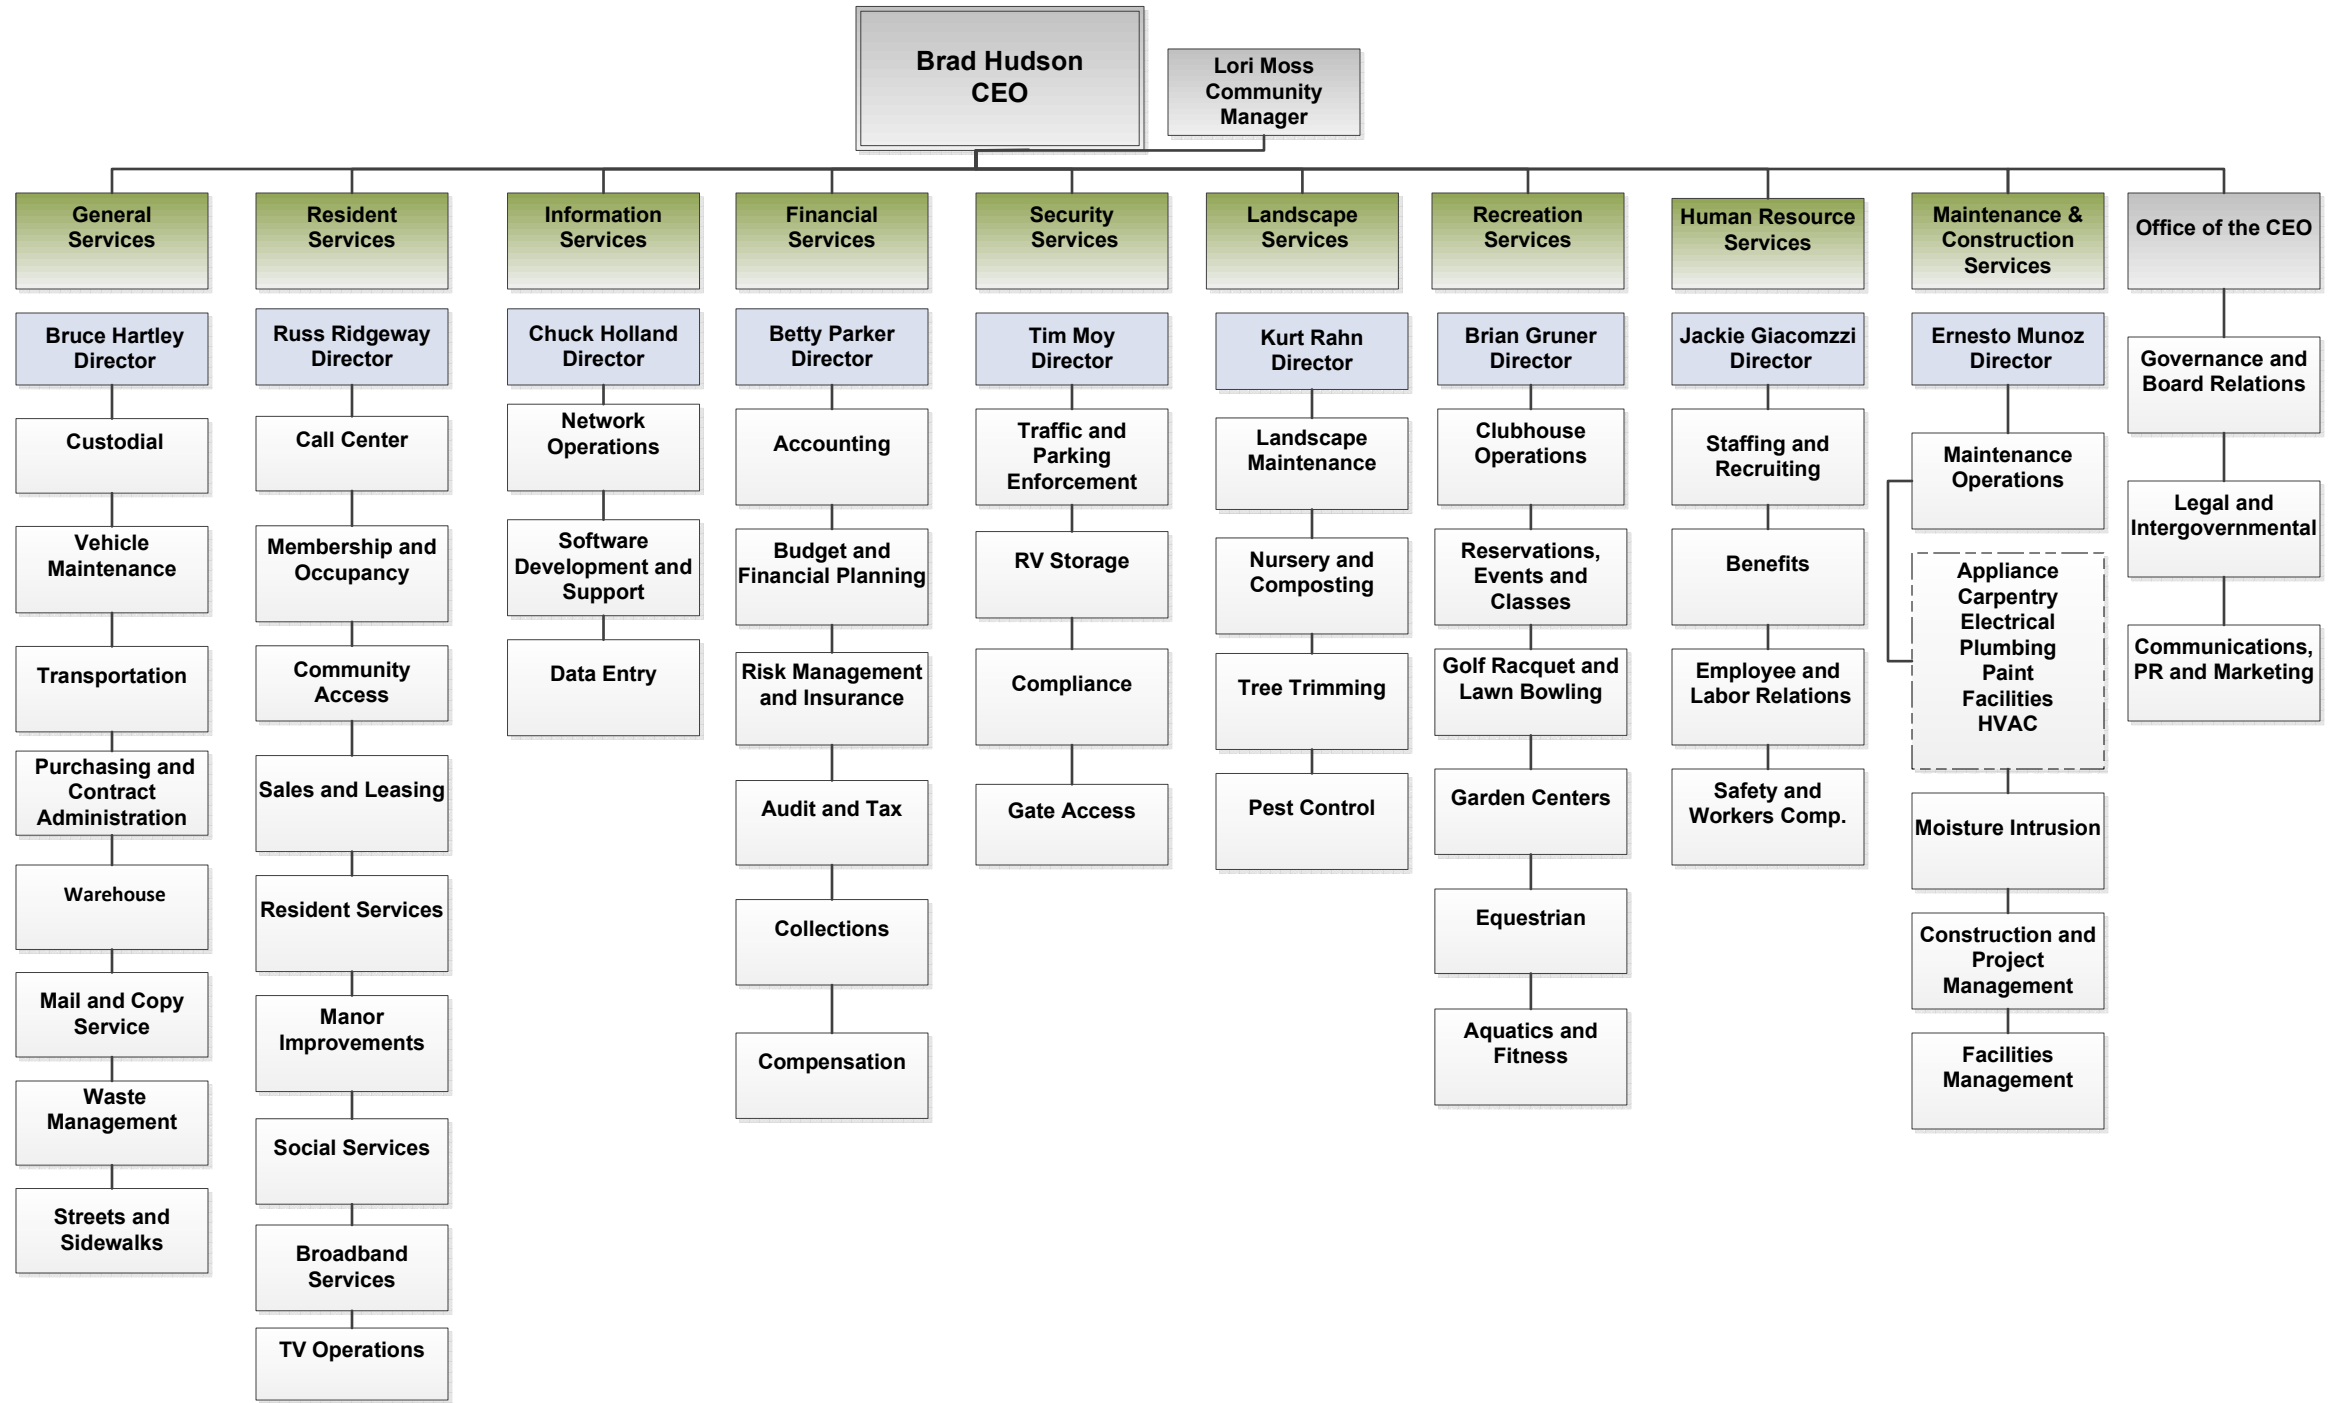 Brad Hudson
CEO
Lori Moss
Community
Manager
General
Services
Bruce Hartley
Director
Custodial
Vehicle
Maintenance
Transportation
Purchasing and
Contract
Administration
Warehouse
Mail and Copy
Service
Waste
Management
Streets and
Sidewalks
Resident
Services
Russ Ridgeway
Director
Call Center
Membership and
Occupancy
Community
Access
Sales and Leasing
Resident Services
Manor
Improvements
Social Services
Broadband
Services
TV Operations
Information
Services
Chuck Holland
Director
Network
Operations
Software
Development and
Support
Data Entry
Financial
Services
Betty Parker
Director
Accounting
Budget and
Financial Planning
Risk Management
and Insurance
Audit and Tax
Collections
Compensation
Security
Services
Tim Moy
Director
Traffic and
Parking
Enforcement
RV Storage
Compliance
Gate Access
Landscape
Services
Kurt Rahn
Director
Landscape
Maintenance
Nursery and
Composting
Tree Trimming
Pest Control
Recreation
Services
Brian Gruner
Director
Clubhouse
Operations
Reservations,
Events and
Classes
Golf Racquet and
Lawn Bowling
Garden Centers
Equestrian
Aquatics and
Fitness
Human Resource
Services
Jackie Giacomzzi
Director
Staffing and
Recruiting
Benefits
Employee and
Labor Relations
Safety and
Workers Comp.
Maintenance &
Construction
Services
Ernesto Munoz
Director
Maintenance
Operations
Appliance
Carpentry
Electrical
Plumbing
Paint
Facilities
HVAC
Moisture Intrusion
Construction and
Project
Management
Facilities
Management
Office of the CEO
Governance and
Board Relations
Legal and
Intergovernmental
Communications,
PR and Marketing